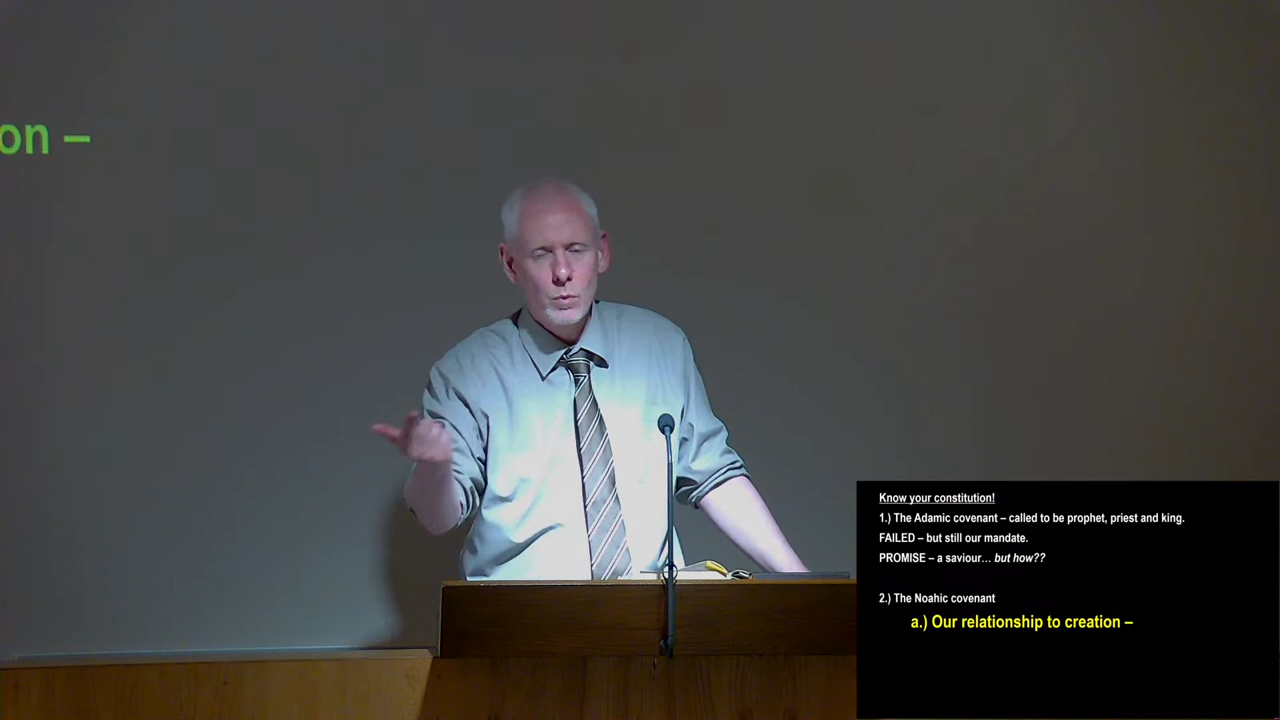 on –
Know your constitution!
1.) The Adamic covenant – called to be prophet, priest and king.
FAILED – but still our mandate.
PROMISE – a saviour… but how??
2.) The Noahic covenant
a.) Our relationship to creation –